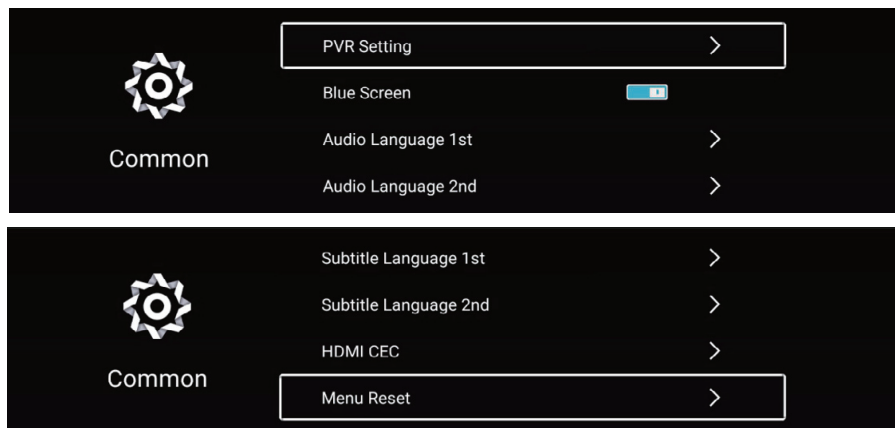 PVR Setting
Blue Screen
Common
Audio Language 1st
Audio Language 2nd
Subtitle Language 1st
Subtitle Language 2nd
HDMI CEC
Common
Menu Reset